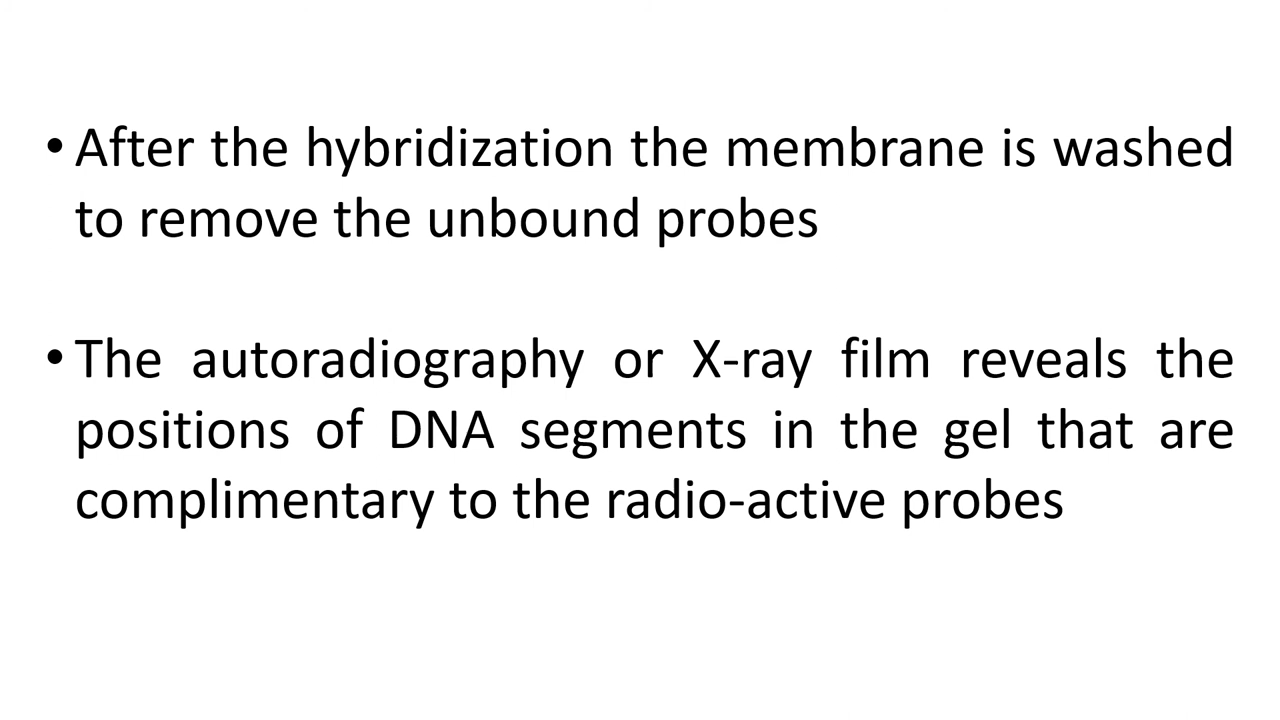 • After the hybridization the membrane is washed
to remove the unbound probes
• The autoradiography or X-ray film reveals the
positions of DNA segments in the gel that are
complimentary to the radio-active probes